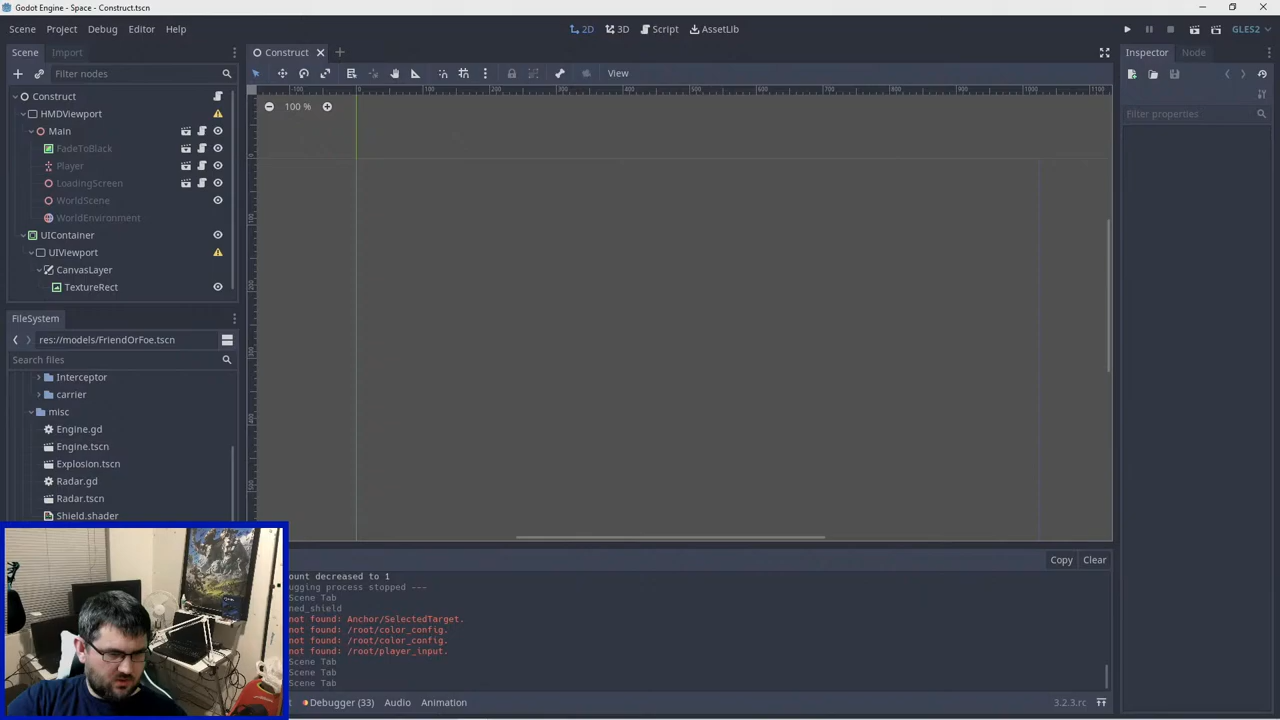 Godot Engine - Space - Construct.tscn
Scene Project Debug Editor Help
2D 3D Script AssetLib
GLES2
Scene Import
Construct
Inspector Node
Filter nodes
View
Filter properties
100 %
Construct
HMDViewport
Main
FadeToBlack
Player
LoadingScreen
WorldScene
WorldEnvironment
UIContainer
UIViewport
CanvasLayer
TextureRect
FileSystem
res://models/FriendOrFoe.tscn
Search files
Interceptor
carrier
misc
Engine.gd
Engine.tscn
Explosion.tscn
Radar.gd
Radar.tscn
Shield.shader
Copy Clear
ount decreased to 1
ugging process stopped ---
Scene Tab
ned_shield
not found: Anchor/SelectedTarget.
not found: /root/color_config.
not found: /root/color_config.
not found: /root/player_input.
Scene Tab
Scene Tab
Scene Tab
Debugger (33) Audio Animation
3.2.3.rc